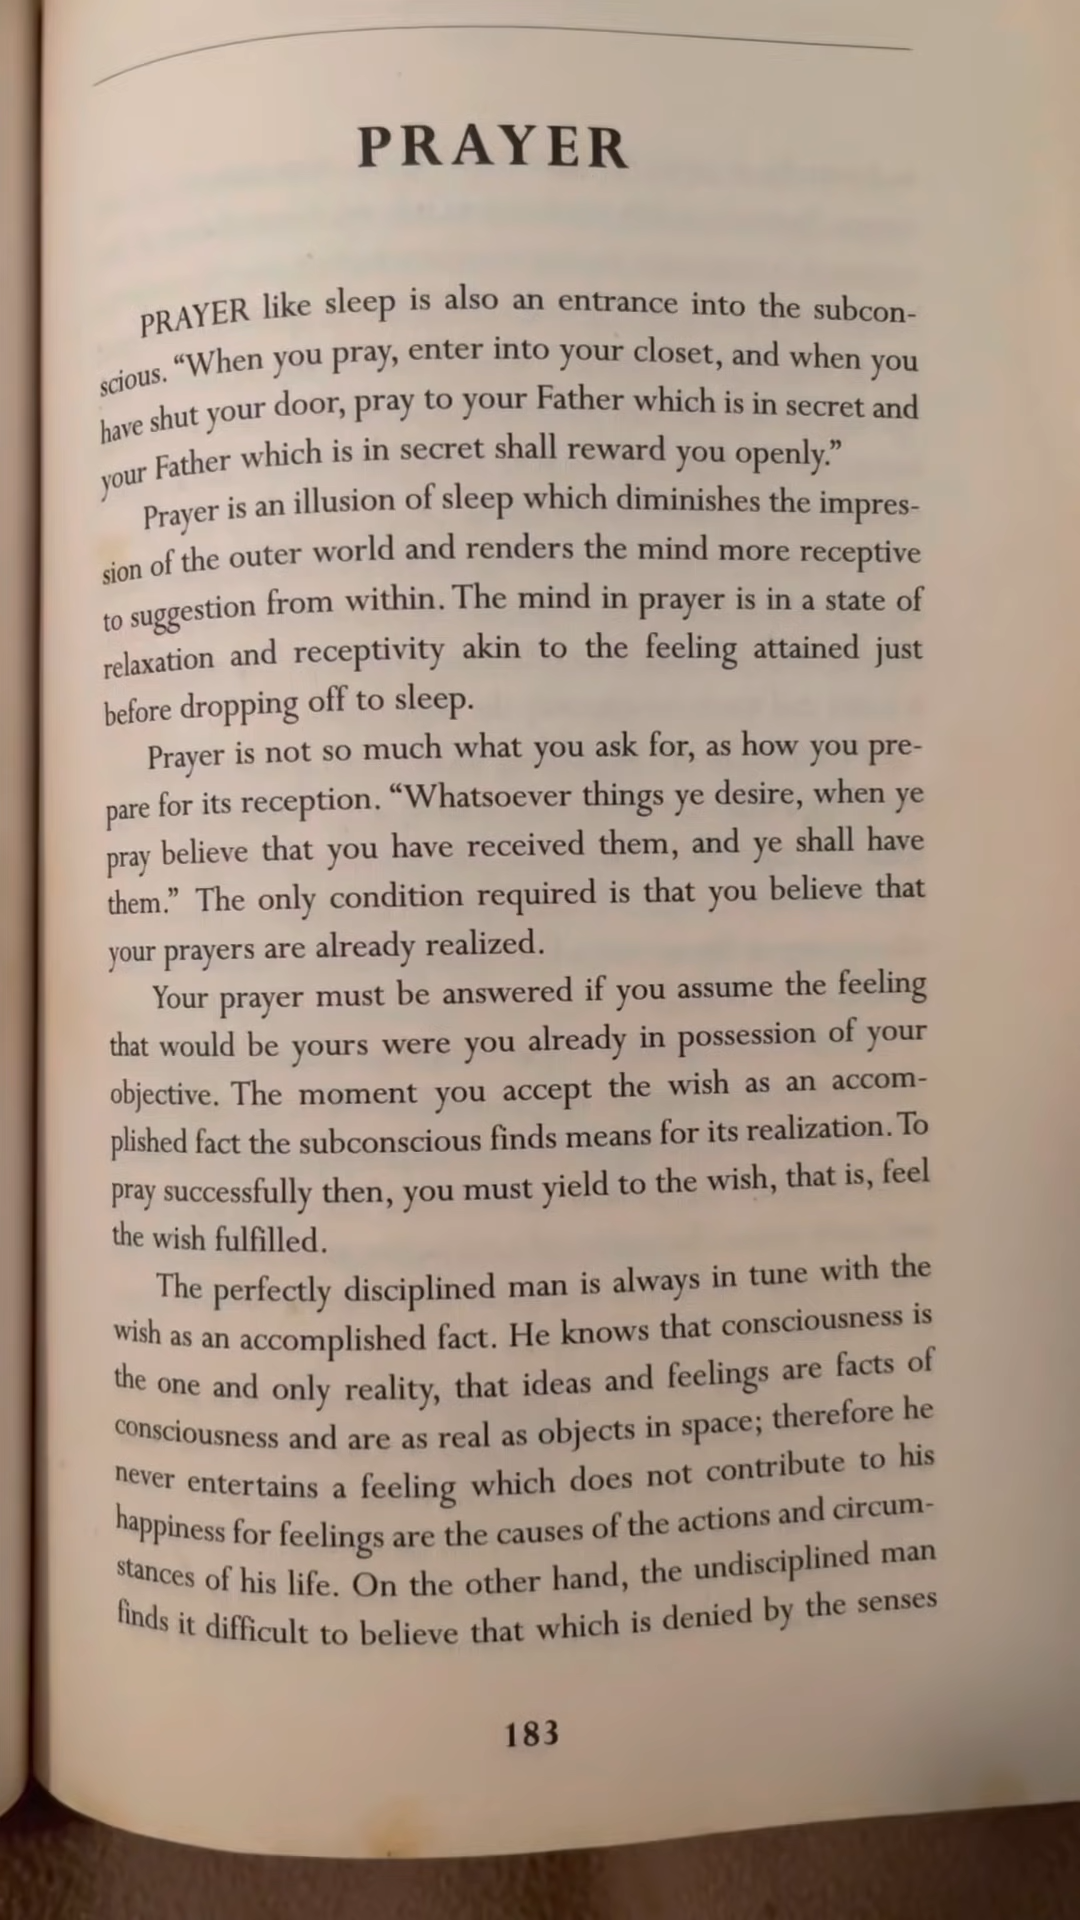 PRAYER
PRAYER like sleep is also an entrance into the subcon-
scious. “When you pray, enter into your closet, and when you
have shut your door, pray to your Father which is in secret and
your Father which is in secret shall reward you openly.”
Prayer is an illusion of sleep which diminishes the impres-
sion of the outer world and renders the mind more receptive
to suggestion from within. The mind in prayer is in a state of
relaxation and receptivity akin to the feeling attained just
before dropping off to sleep.
Prayer is not so much what you ask for, as how you pre-
pare for its reception. “Whatsoever things ye desire, when ye
pray believe that you have received them, and ye shall have
them.” The only condition required is that you believe that
your prayers are already realized.
Your prayer must be answered if you assume the feeling
that would be yours were you already in possession of your
objective. The moment you accept the wish as an accom-
plished fact the subconscious finds means for its realization. To
pray successfully then, you must yield to the wish, that is, feel
the wish fulfilled.
The perfectly disciplined man is always in tune with the
wish as an accomplished fact. He knows that consciousness is
the one and only reality, that ideas and feelings are facts of
consciousness and are as real as objects in space; therefore he
never entertains a feeling which does not contribute to his
happiness for feelings are the causes of the actions and circum-
stances of his life. On the other hand, the undisciplined man
finds it difficult to believe that which is denied by the senses
183